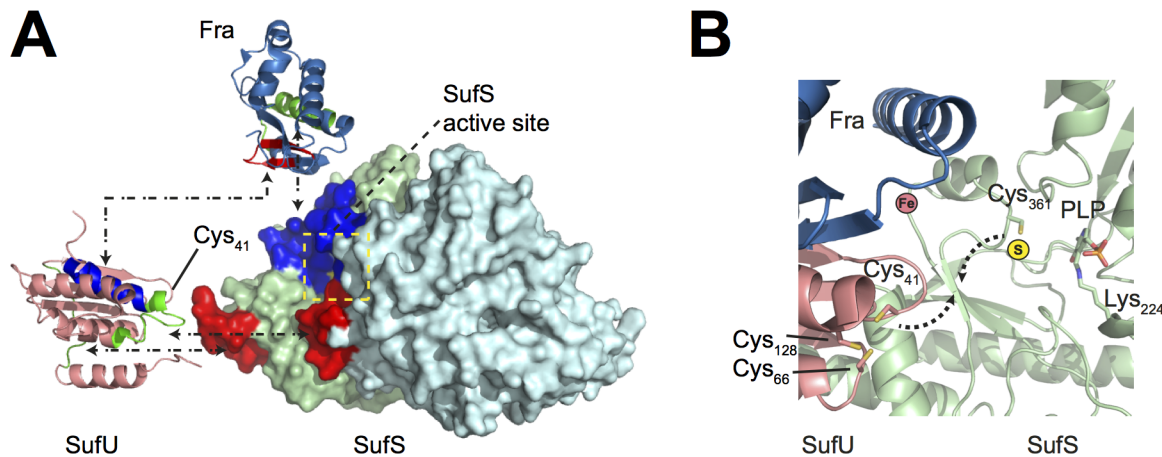 A
Fra
SufS
active site
Cys41
SufU
SufS
B
Fra
Fe
Cys361
PLP
S
Cys41
Lys224
Cys128
Cys66
SufU
SufS